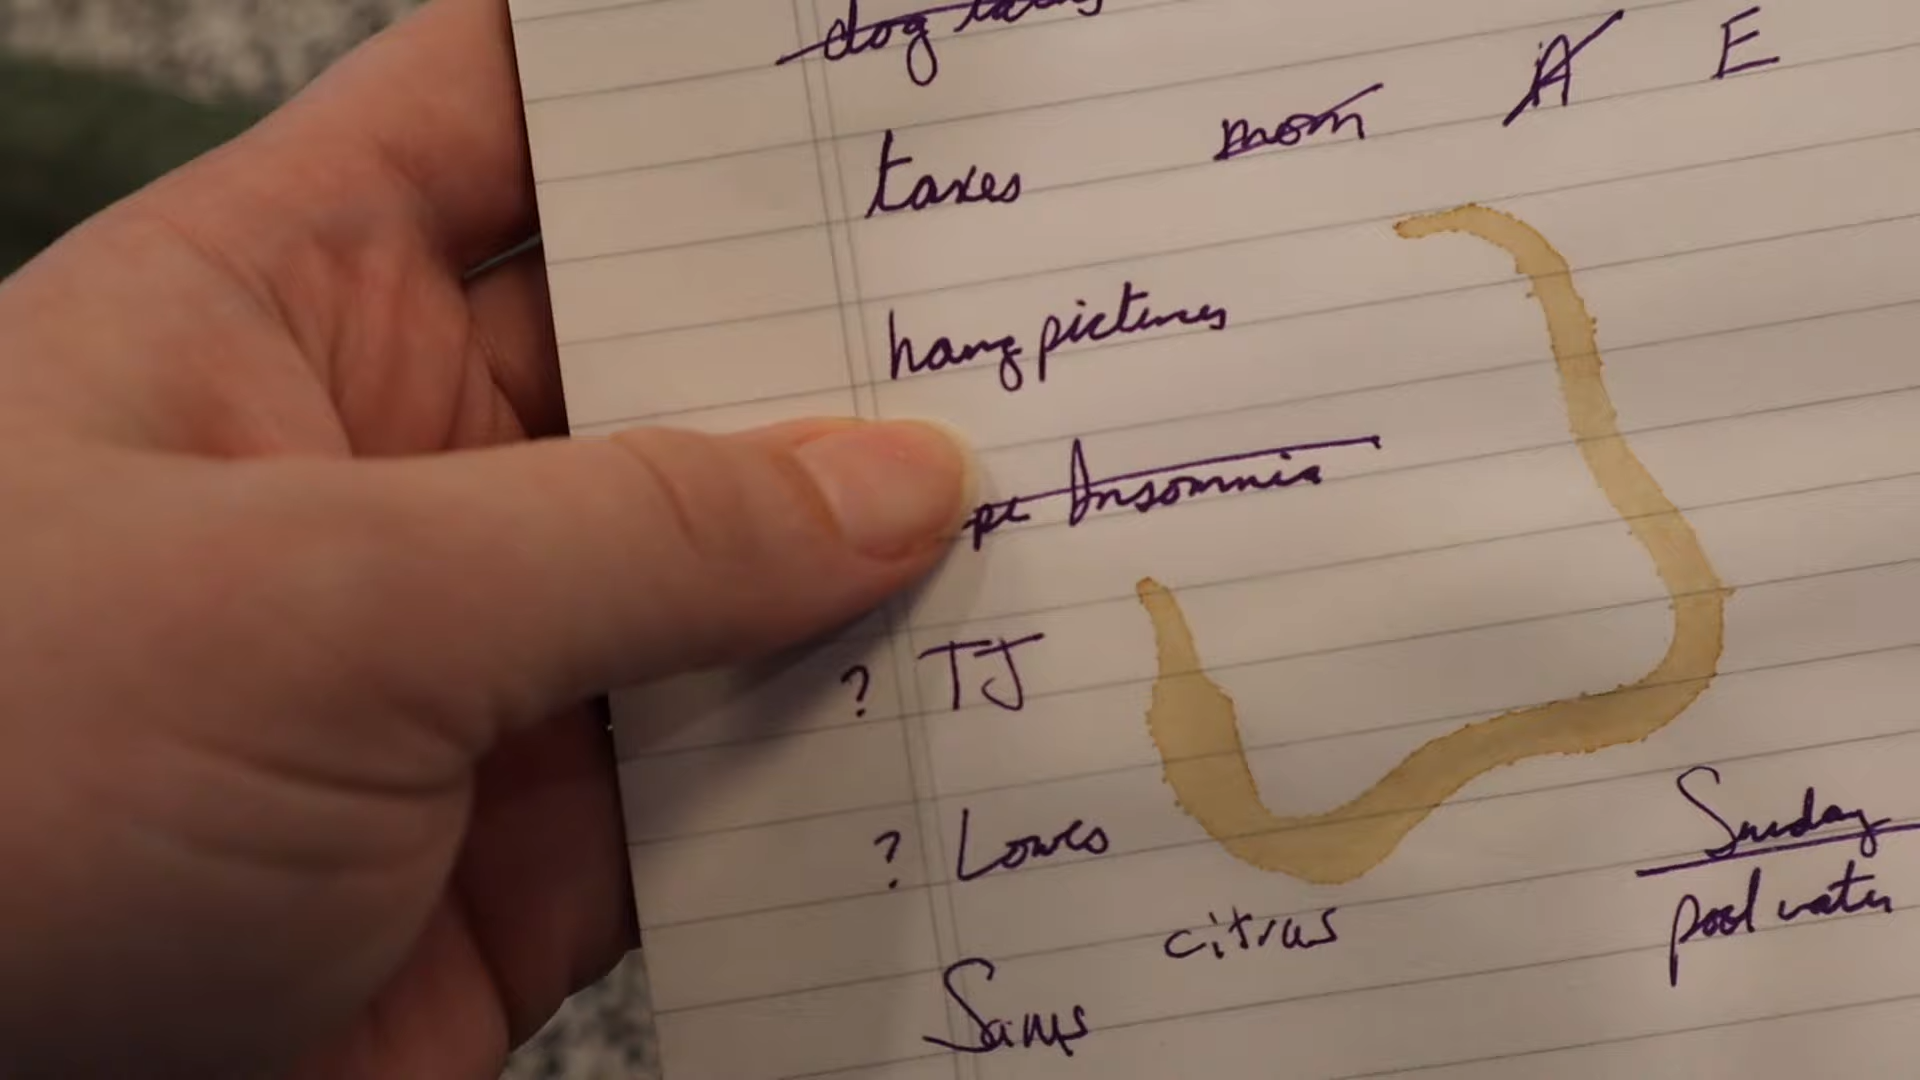 dog
mom A E
taxes
hang pictures
Insomnia
? TJ
? Lowes
Sunday
citrus
pool water
Sams